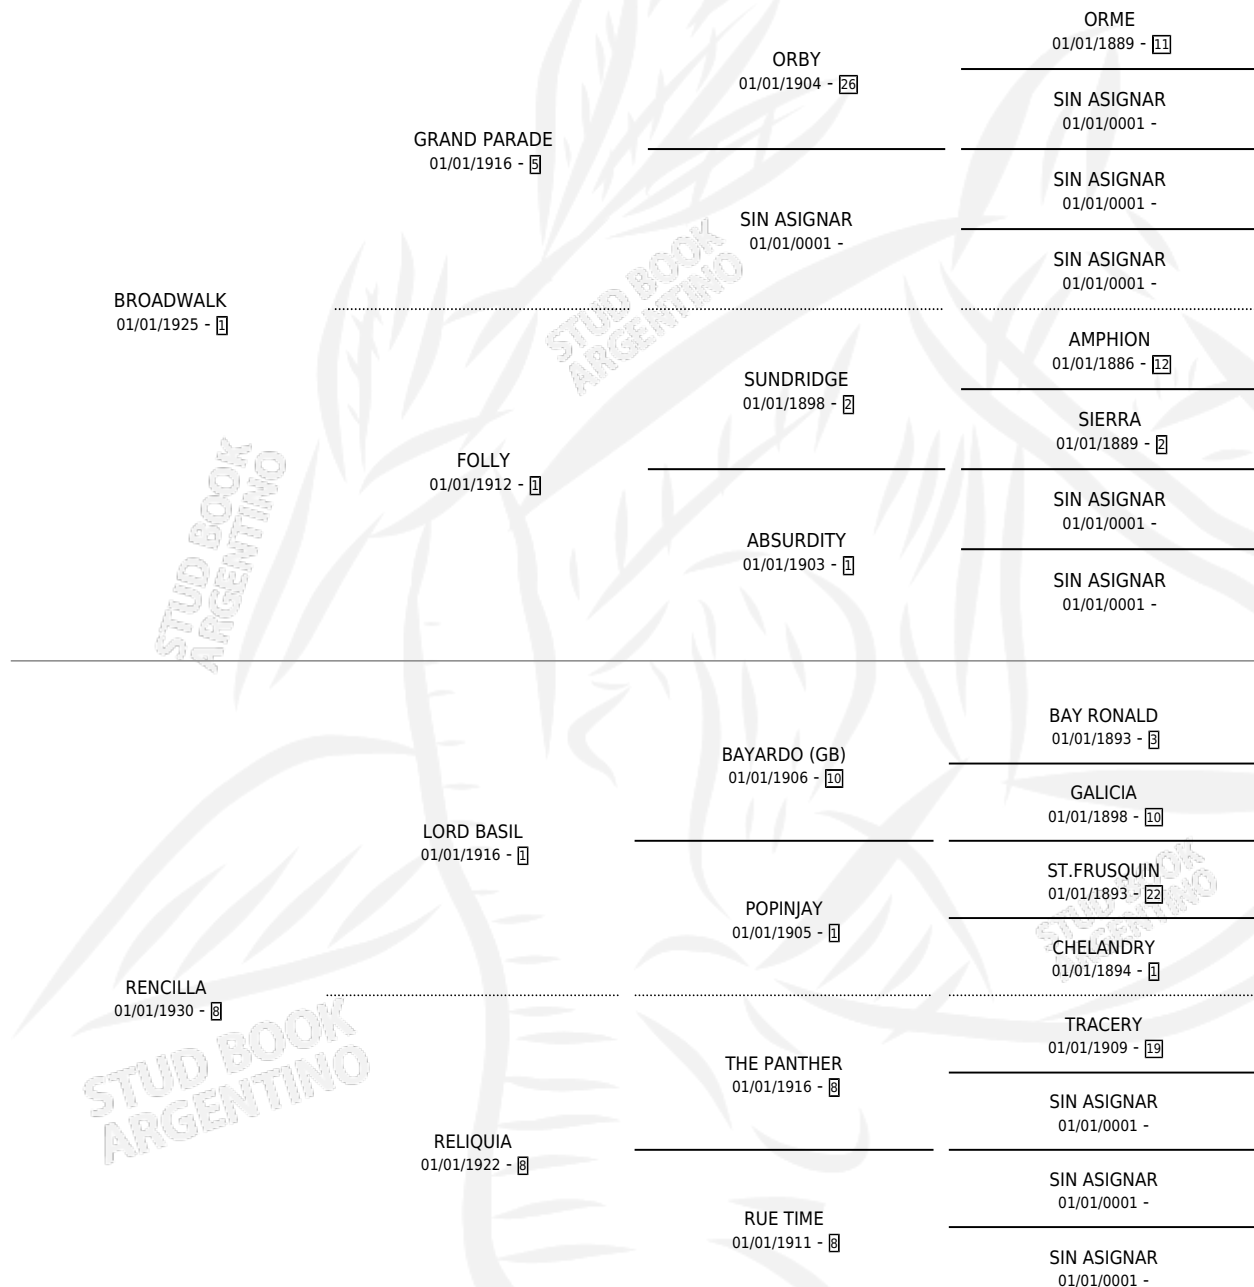 BROADWALK
01/01/1925 - 1
GRAND PARADE
01/01/1916 - 5
FOLLY
01/01/1912 - 1
ORBY
01/01/1904 - 26
SIN ASIGNAR
01/01/0001 -
SUNDRIDGE
01/01/1898 - 2
ABSURDITY
01/01/1903 - 1
ORME
01/01/1889 - 11
SIN ASIGNAR
01/01/0001 -
SIN ASIGNAR
01/01/0001 -
SIN ASIGNAR
01/01/0001 -
AMPHION
01/01/1886 - 12
SIERRA
01/01/1889 - 2
SIN ASIGNAR
01/01/0001 -
SIN ASIGNAR
01/01/0001 -
STUD BOOK
ARGENTINO
STUD BOOK
ARGENTINO
RENCILLA
01/01/1930 - 8
LORD BASIL
01/01/1916 - 1
RELIQUIA
01/01/1922 - 8
BAYARDO (GB)
01/01/1906 - 10
POPINJAY
01/01/1905 - 1
THE PANTHER
01/01/1916 - 8
RUE TIME
01/01/1911 - 8
BAY RONALD
01/01/1893 - 3
GALICIA
01/01/1898 - 10
ST.FRUSQUIN
01/01/1893 - 22
CHELANDRY
01/01/1894 - 1
TRACERY
01/01/1909 - 19
SIN ASIGNAR
01/01/0001 -
SIN ASIGNAR
01/01/0001 -
SIN ASIGNAR
01/01/0001 -
STUD BOOK
ARGENTINO
STUD BOOK
ARGENTINO